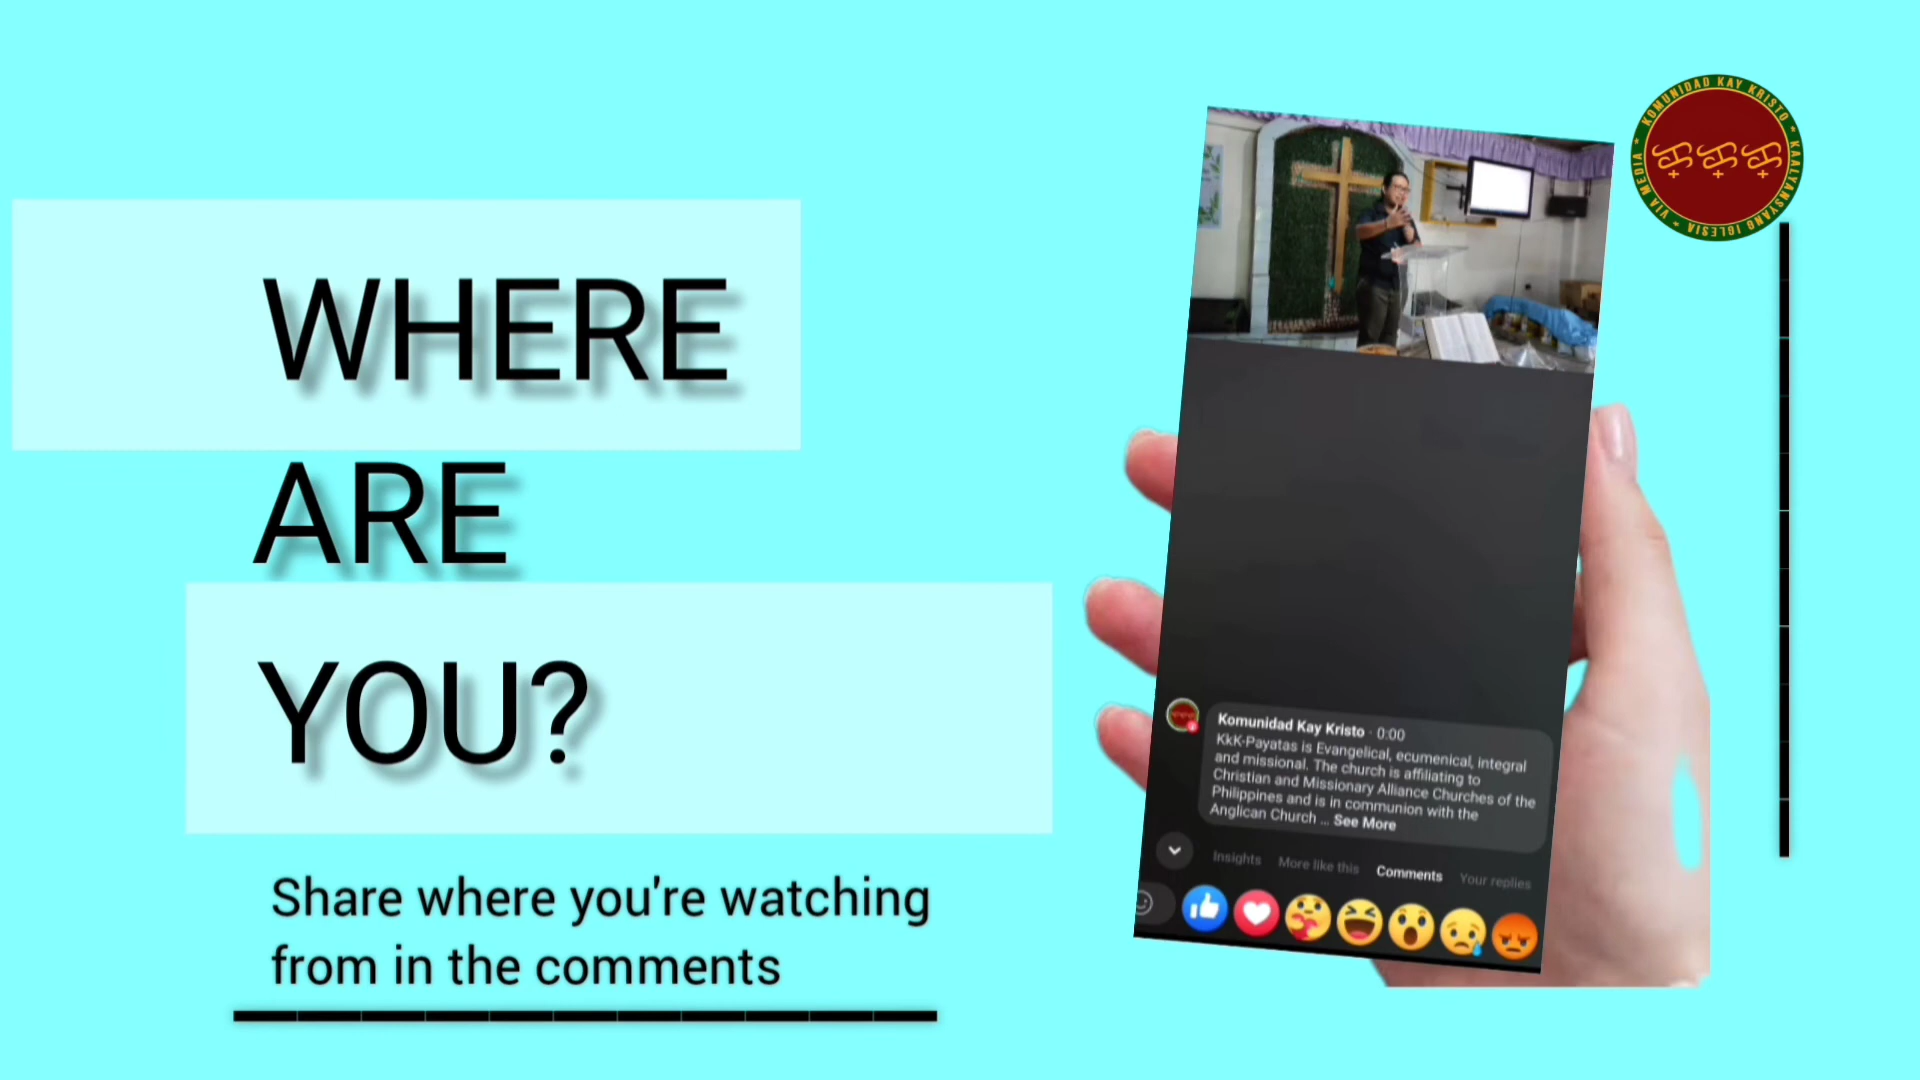 WHERE
ARE
YOU?
Share where you're watching
from in the comments
KOMUNIDAD KAY KRISTO * KAALYANSYANG IGLESIA * VIA MEDIA *
ᜃ᜔ᜃ᜔ᜃ᜔
Komunidad Kay Kristo · 0:00
KkK-Payatas is Evangelical, ecumenical, integral
and missional. The church is affiliating to
Christian and Missionary Alliance Churches of the
Philippines and is in communion with the
Anglican Church ... See More
Insights More like this Comments Your replies